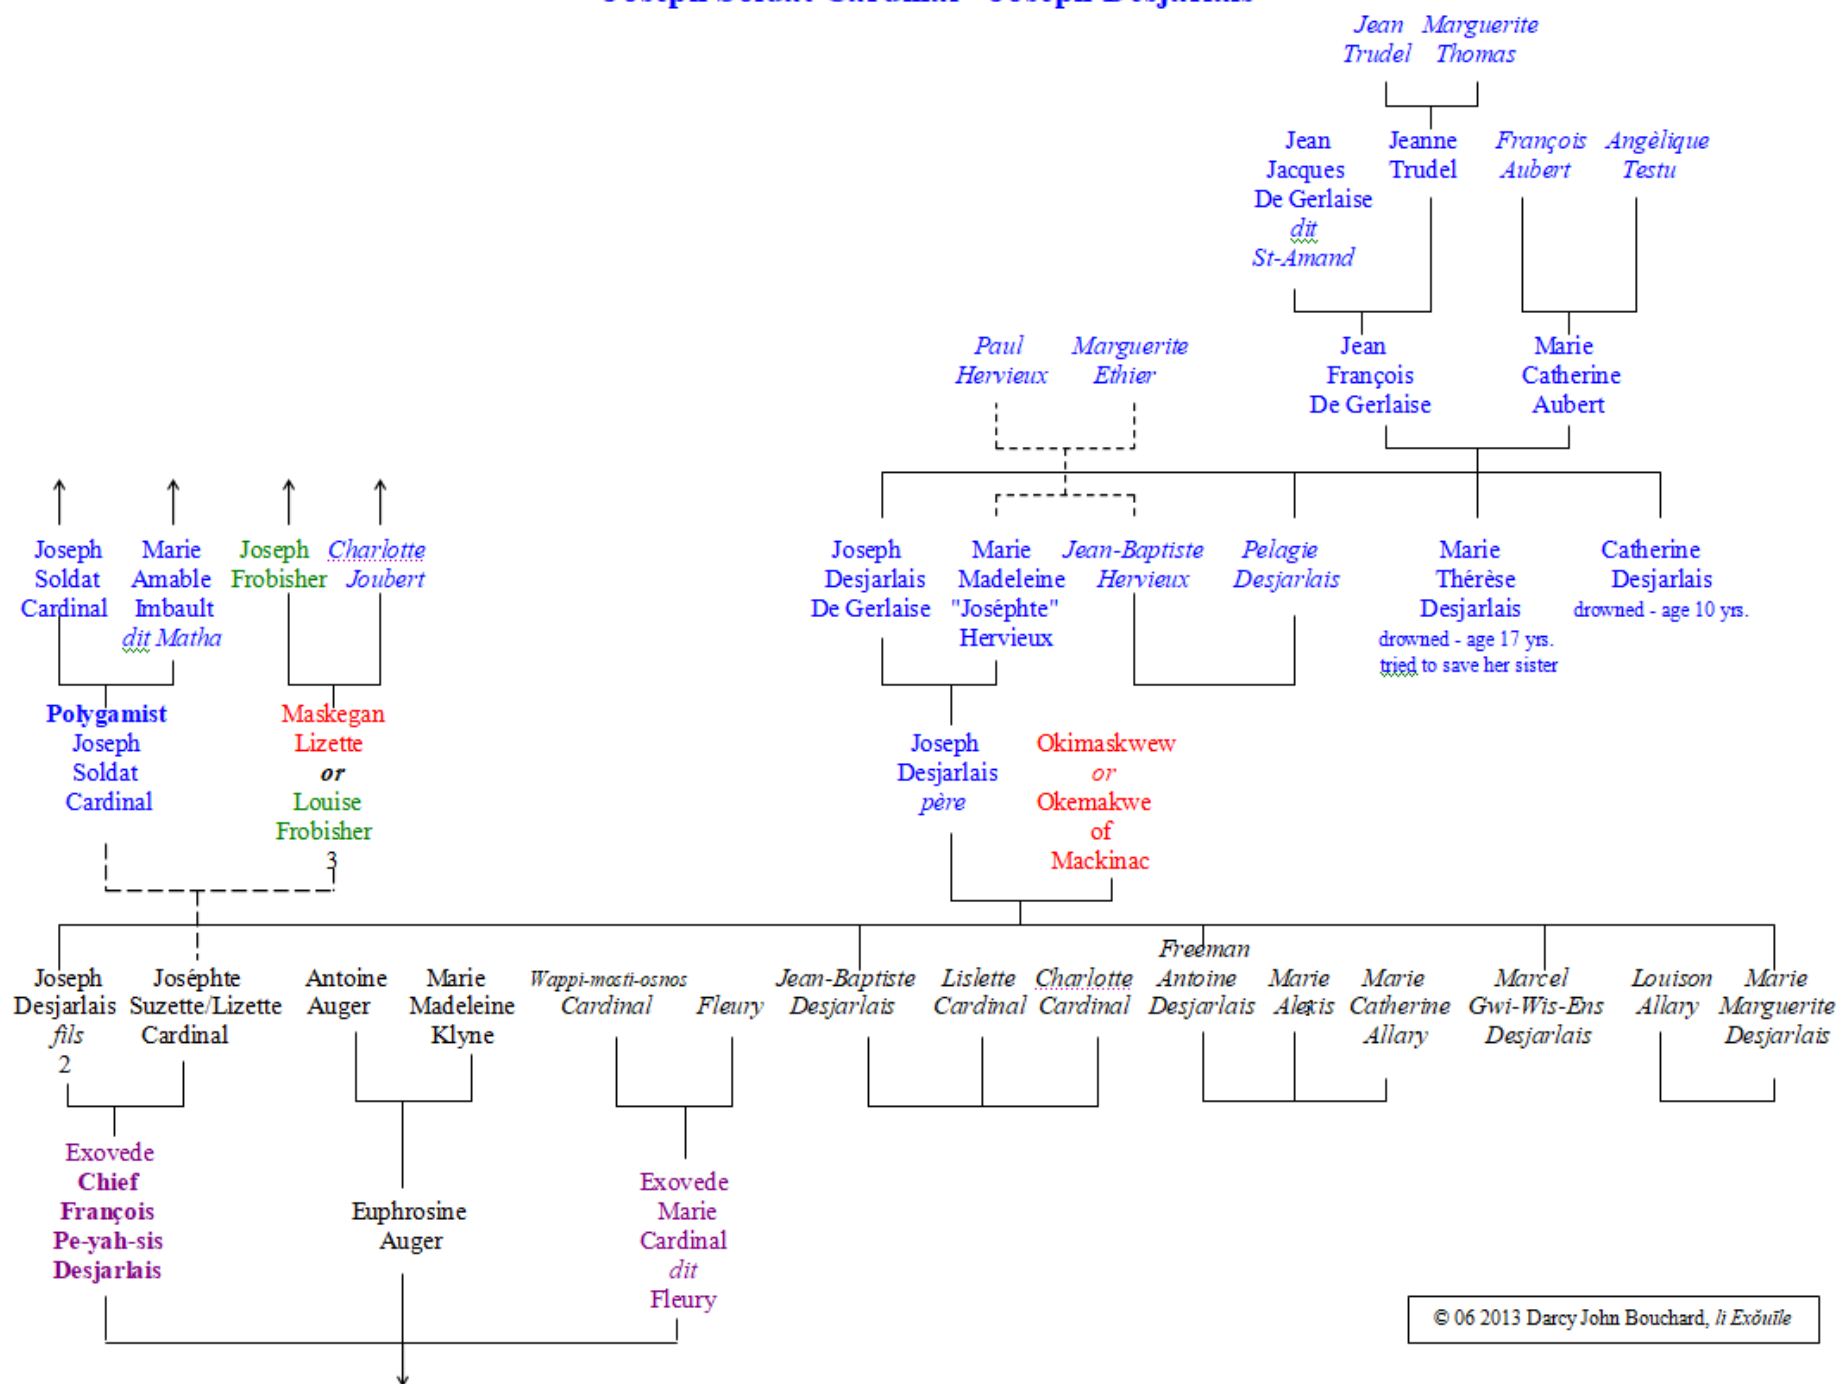 Jean Marguerite
Trudel Thomas
Jean Jeanne François Angèlique
Jacques Trudel Aubert Testu
De Gerlaise
dit
St-Amand
Paul Marguerite Jean Marie
Hervieux Ethier François Catherine
De Gerlaise Aubert
Joseph Marie Joseph Charlotte Joseph Marie Jean-Baptiste Pelagie Marie Catherine
Soldat Amable Frobisher Joubert Desjarlais Madeleine Hervieux Desjarlais Thérèse Desjarlais
Cardinal Imbault De Gerlaise "Joséphte" Desjarlais drowned - age 10 yrs.
dit Matha Hervieux drowned - age 17 yrs.
tried to save her sister
Polygamist Maskegan
Joseph Lizette Joseph Okimaskwew
Soldat or Desjarlais or
Cardinal Louise père Okemakwe
Frobisher of
3 Mackinac
Freeman
Joseph Joséphte Antoine Marie Wappi-mosti-osnos Jean-Baptiste Lislette Charlotte Antoine Marie Marie Marcel Louison Marie
Desjarlais Suzette/Lizette Auger Madeleine Cardinal Fleury Desjarlais Cardinal Cardinal Desjarlais Alexis Catherine Gwi-Wis-Ens Allary Marguerite
fils Cardinal Klyne Allary Desjarlais Desjarlais
2
Exovede
Chief Exovede
François Euphrosine Marie
Pe-yah-sis Auger Cardinal
Desjarlais dit
Fleury
© 06 2013 Darcy John Bouchard, li Exŏuĩle